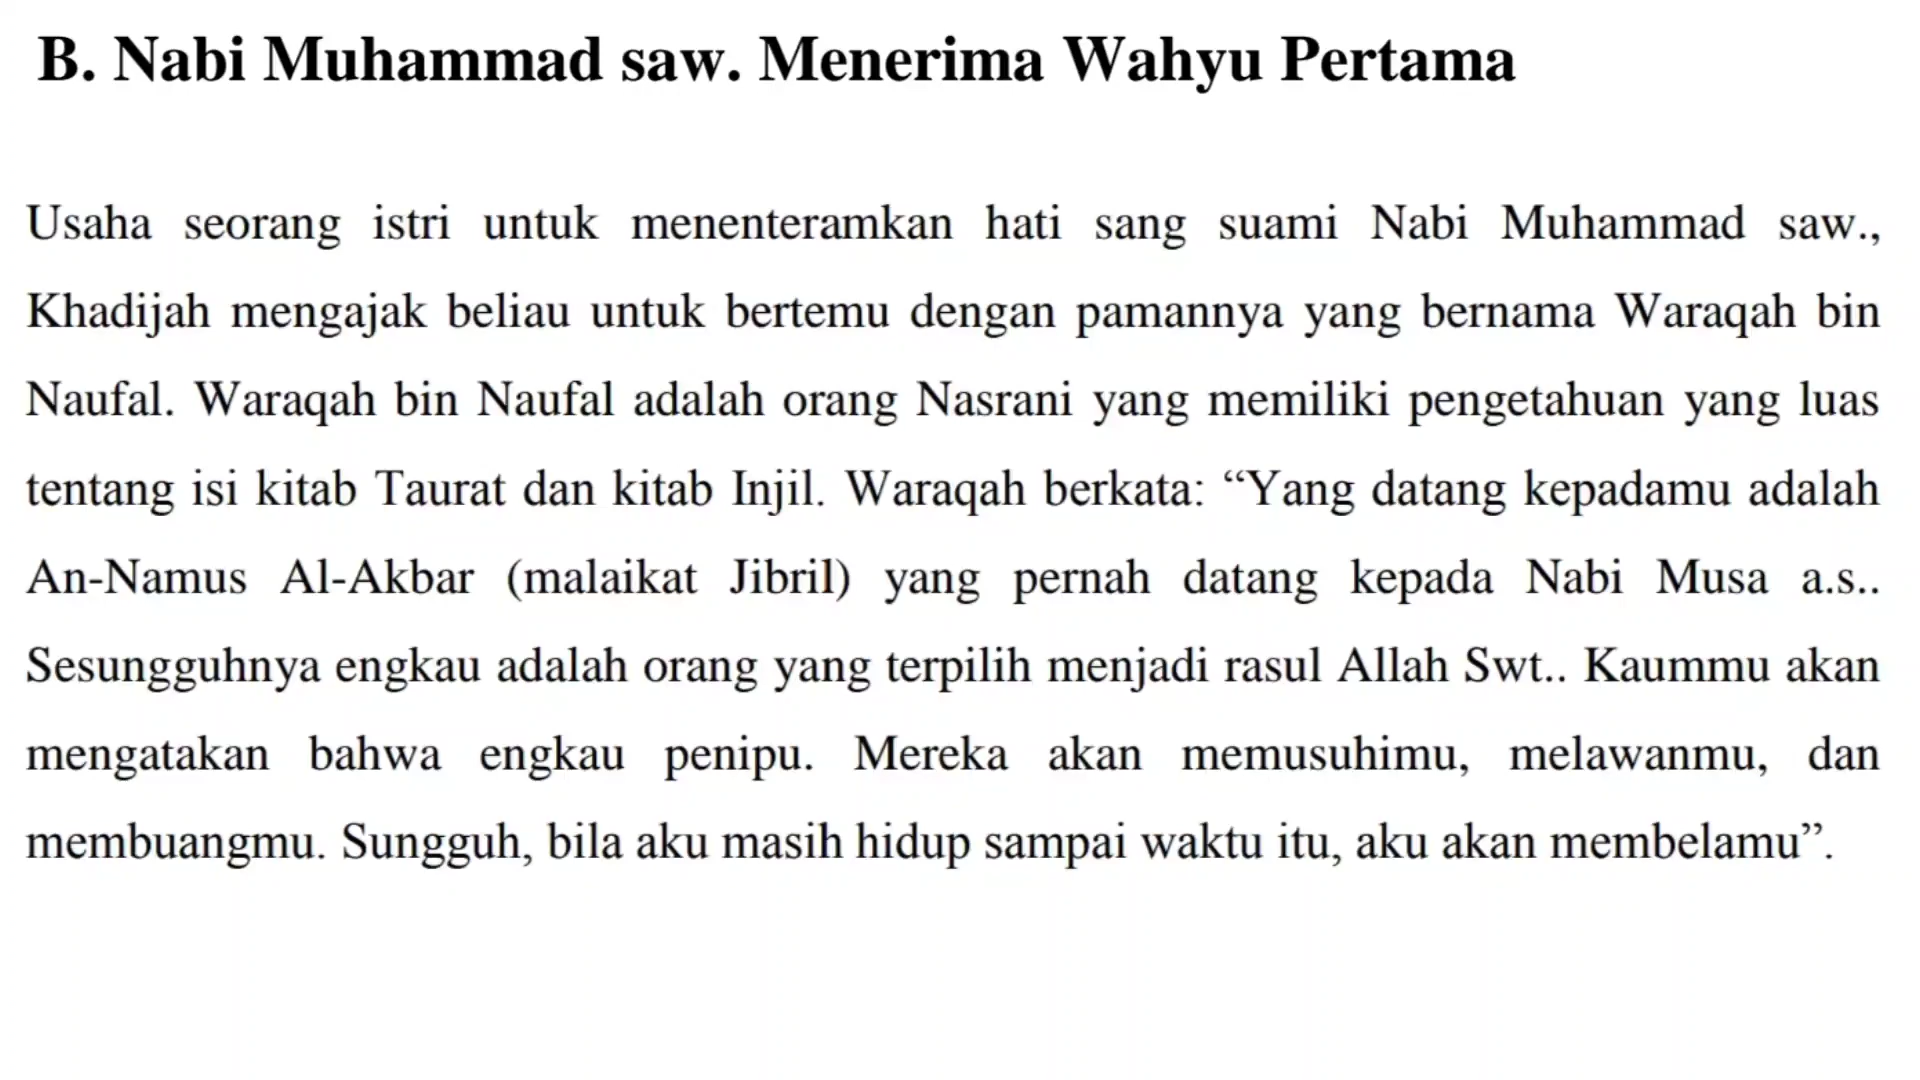 B. Nabi Muhammad saw. Menerima Wahyu Pertama
Usaha seorang istri untuk menenteramkan hati sang suami Nabi Muhammad saw.,
Khadijah mengajak beliau untuk bertemu dengan pamannya yang bernama Waraqah bin
Naufal. Waraqah bin Naufal adalah orang Nasrani yang memiliki pengetahuan yang luas
tentang isi kitab Taurat dan kitab Injil. Waraqah berkata: “Yang datang kepadamu adalah
An-Namus Al-Akbar (malaikat Jibril) yang pernah datang kepada Nabi Musa a.s..
Sesungguhnya engkau adalah orang yang terpilih menjadi rasul Allah Swt.. Kaummu akan
mengatakan bahwa engkau penipu. Mereka akan memusuhimu, melawanmu, dan
membuangmu. Sungguh, bila aku masih hidup sampai waktu itu, aku akan membelamu”.